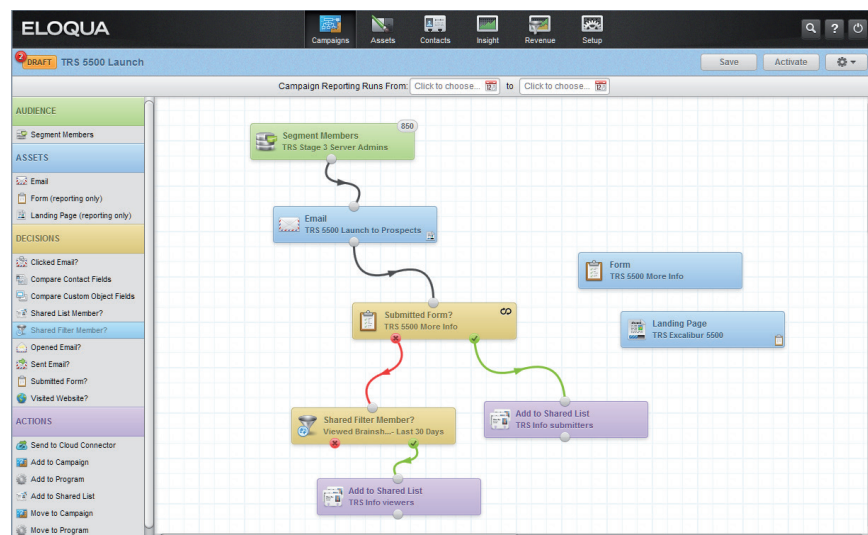 ELOQUA
Campaigns Assets Contacts Insight Revenue Setup
2 DRAFT TRS 5500 Launch Save Activate
Campaign Reporting Runs From: Click to choose... to Click to choose...
AUDIENCE
Segment Members
ASSETS
Email
Form (reporting only)
Landing Page (reporting only)
DECISIONS
Clicked Email?
Compare Contact Fields
Compare Custom Object Fields
Shared List Member?
Shared Filter Member?
Opened Email?
Sent Email?
Submitted Form?
Visited Website?
ACTIONS
Send to Cloud Connector
Add to Campaign
Add to Program
Add to Shared List
Move to Campaign
Move to Program
850
Segment Members
TRS Stage 3 Server Admins
Email
TRS 5500 Launch to Prospects
Form
TRS 5500 More Info
Submitted Form?
TRS 5500 More Info
Landing Page
TRS Excalibur 5500
Shared Filter Member?
Viewed Brainsh...- Last 30 Days
Add to Shared List
TRS Info submitters
Add to Shared List
TRS Info viewers